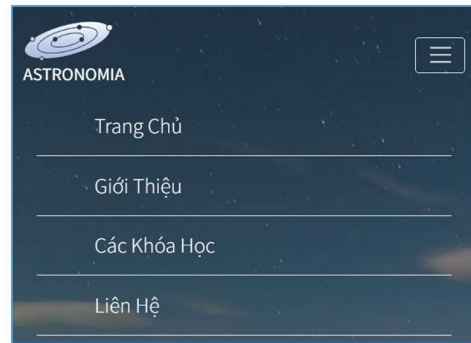 ASTRONOMIA
Trang Chủ
Giới Thiệu
Các Khóa Học
Liên Hệ